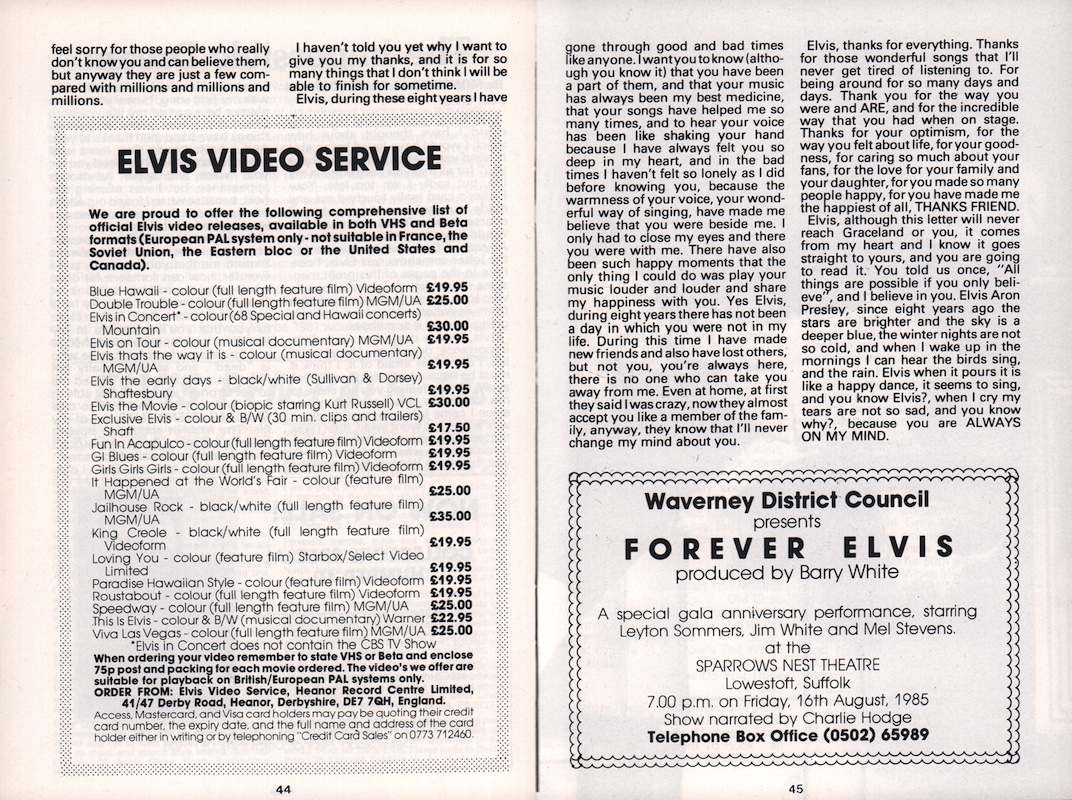 feel sorry for those people who really
don't know you and can believe them,
but anyway they are just a few com-
pared with millions and millions and
millions.
I haven't told you yet why I want to
give you my thanks, and it is for so
many things that I don't think I will be
able to finish for sometime.
Elvis, during these eight years I have
ELVIS VIDEO SERVICE
We are proud to offer the following comprehensive list of
official Elvis video releases, available in both VHS and Beta
formats (European PAL system only - not suitable in France, the
Soviet Union, the Eastern bloc or the United States and
Canada).
Blue Hawaii - colour (full length feature film) Videoform £19.95
Double Trouble - colour (full length feature film) MGM/UA £25.00
Elvis in Concert* - colour (68 Special and Hawaii concerts)
Mountain £30.00
Elvis on Tour - colour (musical documentary) MGM/UA £19.95
Elvis thats the way it is - colour (musical documentary)
MGM/UA £19.95
Elvis the early days - black/white (Sullivan & Dorsey)
Shaftesbury £19.95
Elvis the Movie - colour (biopic starring Kurt Russell) VCL £30.00
Exclusive Elvis - colour & B/W (30 min. clips and trailers)
Shaft £17.50
Fun In Acapulco - colour (full length feature film) Videoform £19.95
GI Blues - colour (full length feature film) Videoform £19.95
Girls Girls Girls - colour (full length feature film) Videoform £19.95
It Happened at the World's Fair - colour (feature film)
MGM/UA £25.00
Jailhouse Rock - black/white (full length feature film)
MGM/UA £35.00
King Creole - black/white (full length feature film)
Videoform £19.95
Loving You - colour (feature film) Starbox/Select Video
Limited £19.95
Paradise Hawaiian Style - colour (feature film) Videoform £19.95
Roustabout - colour (full length feature film) Videoform £19.95
Speedway - colour (full length feature film) MGM/UA £25.00
This Is Elvis - colour & B/W (musical documentary) Warner £22.95
Viva Las Vegas - colour (full length feature film) MGM/UA £25.00
*Elvis in Concert does not contain the CBS TV Show
When ordering your video remember to state VHS or Beta and enclose
75p post and packing for each movie ordered. The video's we offer are
suitable for playback on British/European PAL systems only.
ORDER FROM: Elvis Video Service, Heanor Record Centre Limited,
41/47 Derby Road, Heanor, Derbyshire, DE7 7QH, England.
Access, Mastercard, and Visa card holders may pay be quoting their credit
card number, the expiry date, and the full name and address of the card
holder either in writing or by telephoning "Credit Card Sales" on 0773 712460.
44
gone through good and bad times
like anyone. I want you to know (altho-
ugh you know it) that you have been
a part of them, and that your music
has always been my best medicine,
that your songs have helped me so
many times, and to hear your voice
has been like shaking your hand
because I have always felt you so
deep in my heart, and in the bad
times I haven't felt so lonely as I did
before knowing you, because the
warmness of your voice, your wond-
erful way of singing, have made me
believe that you were beside me. I
only had to close my eyes and there
you were with me. There have also
been such happy moments that the
only thing I could do was play your
music louder and louder and share
my happiness with you. Yes Elvis,
during eight years there has not been
a day in which you were not in my
life. During this time I have made
new friends and also have lost others,
but not you, you're always here,
there is no one who can take you
away from me. Even at home, at first
they said I was crazy, now they almost
accept you like a member of the fam-
ily, anyway, they know that I'll never
change my mind about you.
Elvis, thanks for everything. Thanks
for those wonderful songs that I'll
never get tired of listening to. For
being around for so many days and
days. Thank you for the way you
were and ARE, and for the incredible
way that you had when on stage.
Thanks for your optimism, for the
way you felt about life, for your good-
ness, for caring so much about your
fans, for the love for your family and
your daughter, for you made so many
people happy, for you have made me
the happiest of all, THANKS FRIEND.
Elvis, although this letter will never
reach Graceland or you, it comes
from my heart and I know it goes
straight to yours, and you are going
to read it. You told us once, "All
things are possible if you only beli-
eve", and I believe in you. Elvis Aron
Presley, since eight years ago the
stars are brighter and the sky is a
deeper blue, the winter nights are not
so cold, and when I wake up in the
mornings I can hear the birds sing,
and the rain. Elvis when it pours it is
like a happy dance, it seems to sing,
and you know Elvis?, when I cry my
tears are not so sad, and you know
why?, because you are ALWAYS
ON MY MIND.
Waverney District Council
presents
FOREVER ELVIS
produced by Barry White
A special gala anniversary performance, starring
Leyton Sommers, Jim White and Mel Stevens.
at the
SPARROWS NEST THEATRE
Lowestoft, Suffolk
7.00 p.m. on Friday, 16th August, 1985
Show narrated by Charlie Hodge
Telephone Box Office (0502) 65989
45